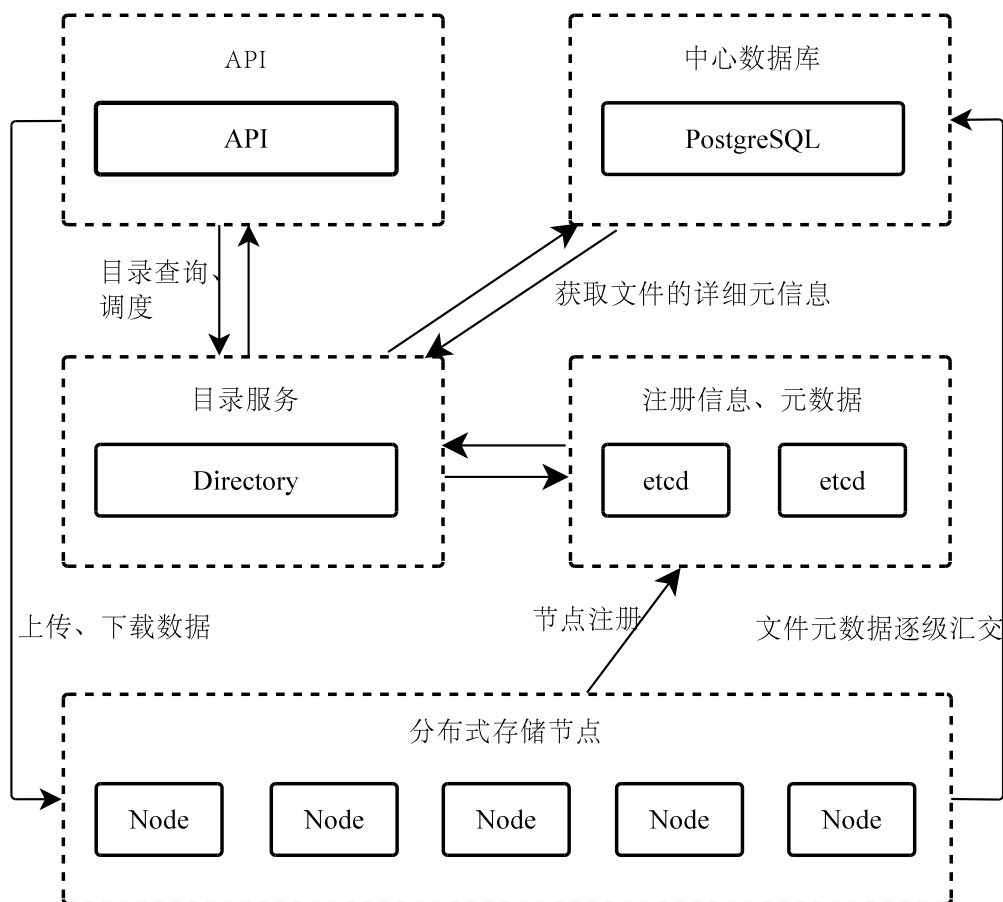 API
中心数据库
API
PostgreSQL
目录查询、
调度
获取文件的详细元信息
目录服务
注册信息、元数据
Directory
etcd
etcd
节点注册
上传、下载数据
文件元数据逐级汇交
分布式存储节点
Node
Node
Node
Node
Node